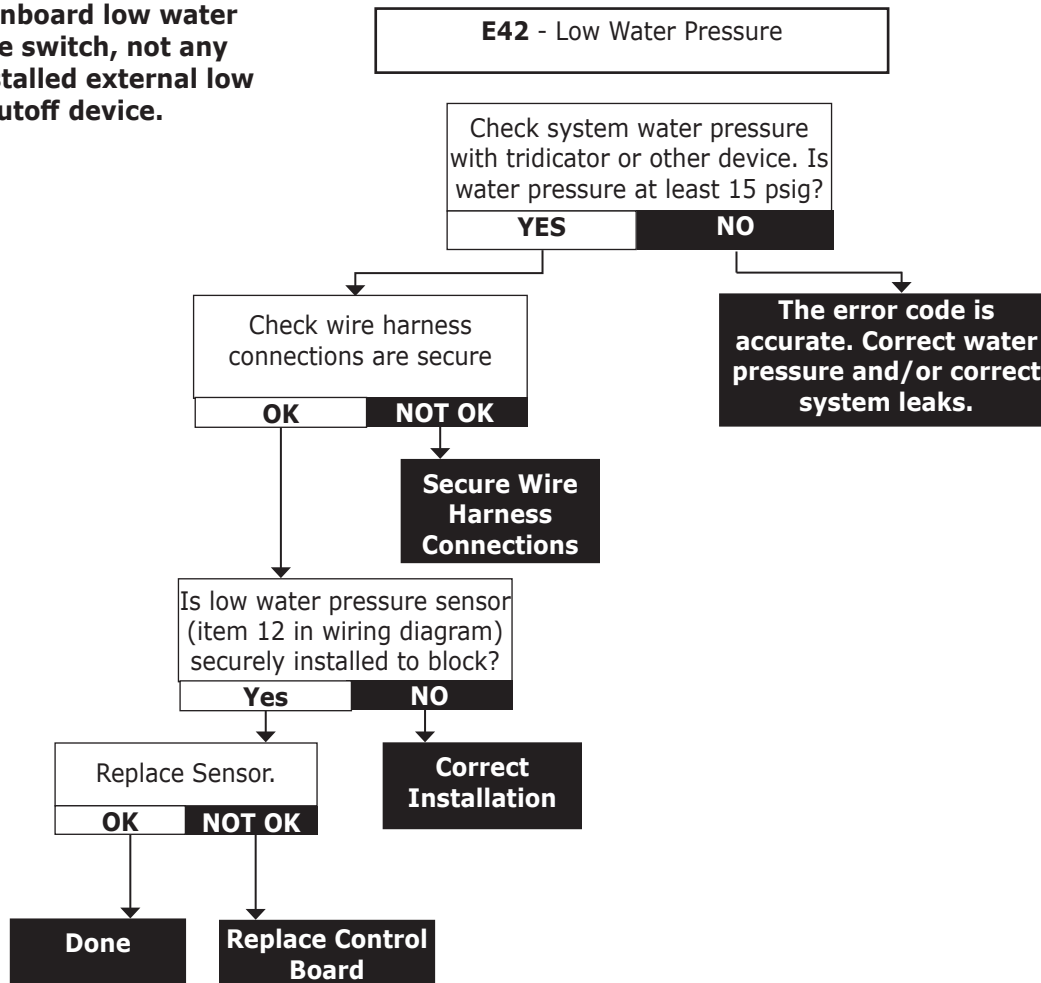 nboard low water
e switch, not any
stalled external low
utoff device.
E42 - Low Water Pressure
Check system water pressure
with tridicator or other device. Is
water pressure at least 15 psig?
YES
NO
Check wire harness
connections are secure
The error code is
accurate. Correct water
pressure and/or correct
system leaks.
OK
NOT OK
Secure Wire
Harness
Connections
Is low water pressure sensor
(item 12 in wiring diagram)
securely installed to block?
Yes
NO
Replace Sensor.
Correct
Installation
OK
NOT OK
Done
Replace Control
Board